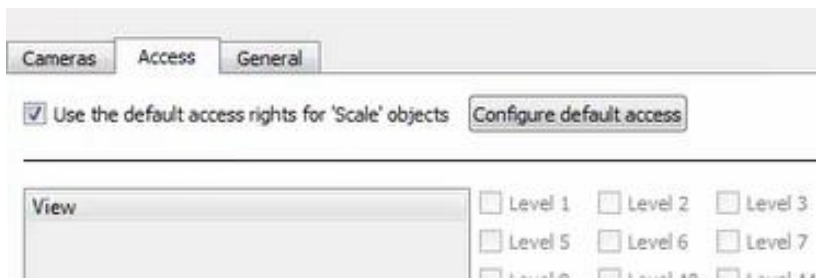 Cameras Access General
Use the default access rights for 'Scale' objects Configure default access
View
Level 1 Level 2 Level 3
Level 5 Level 6 Level 7